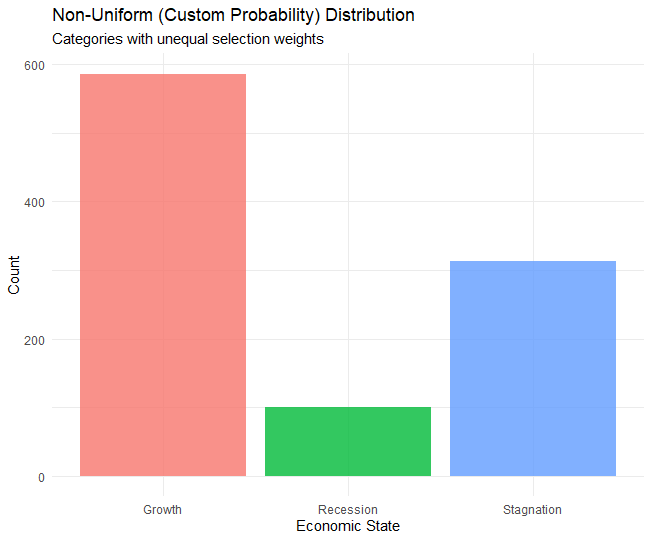 Non-Uniform (Custom Probability) Distribution
Categories with unequal selection weights
600
400
200
0
Count
Growth
Recession
Stagnation
Economic State